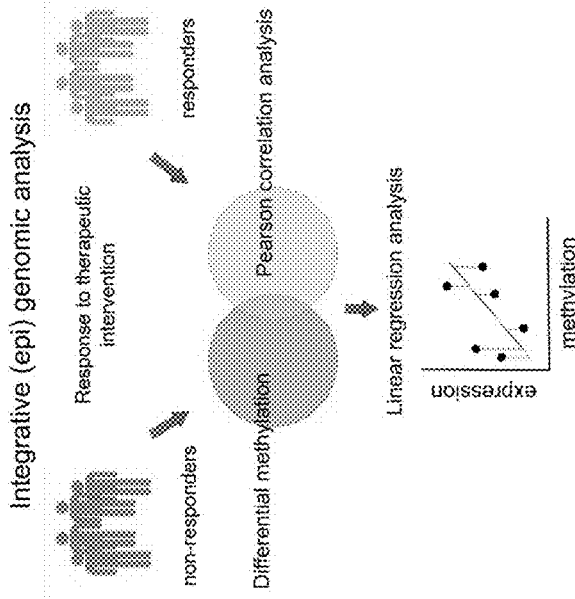 Integrative (epi) genomic analysis
Response to therapeutic
intervention
non-responders
responders
Differential methylation
Pearson correlation analysis
Linear regression analysis
expression
methylation